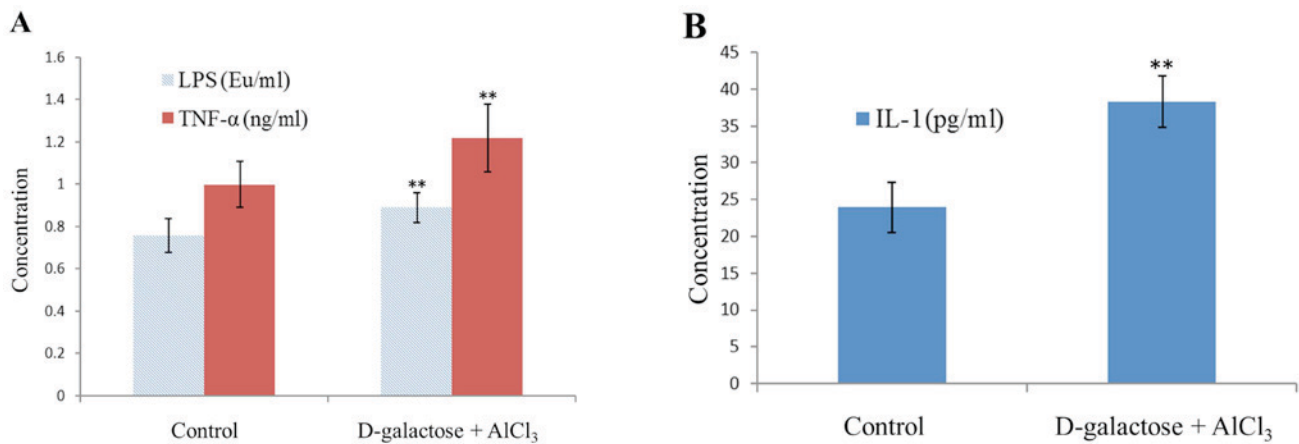 A
1.6
1.4
1.2
1
0.8
0.6
0.4
0.2
0
Concentration
LPS (Eu/ml)
TNF-α (ng/ml)
**
**
Control
D-galactose + AlCl₃
B
45
40
35
30
25
20
15
10
5
0
Concentration
IL-1(pg/ml)
**
Control
D-galactose + AlCl₃